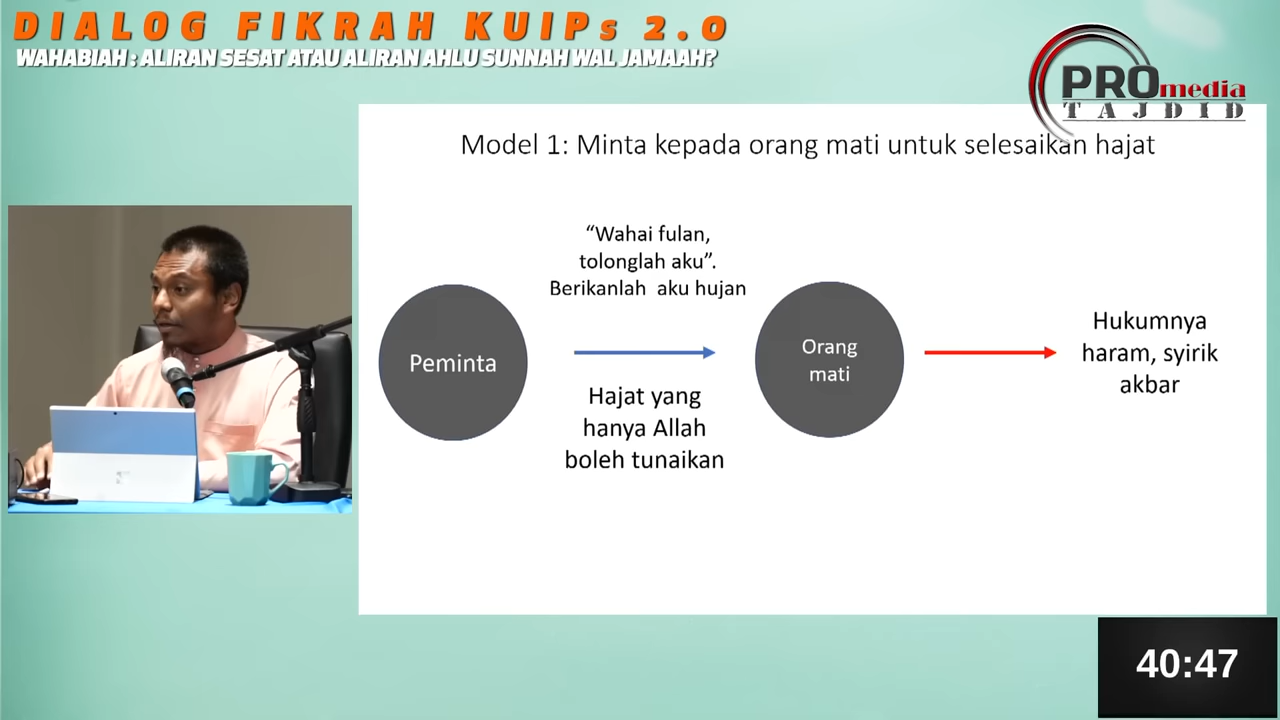 DIALOG FIKRAH KUIPs 2.0
WAHABIAH : ALIRAN SESAT ATAU ALIRAN AHLU SUNNAH WAL JAMAAH?
PROmedia
TAJDID
Model 1: Minta kepada orang mati untuk selesaikan hajat
“Wahai fulan,
tolonglah aku”.
Berikanlah aku hujan
Peminta
Hajat yang
hanya Allah
boleh tunaikan
Orang
mati
Hukumnya
haram, syirik
akbar
40:47